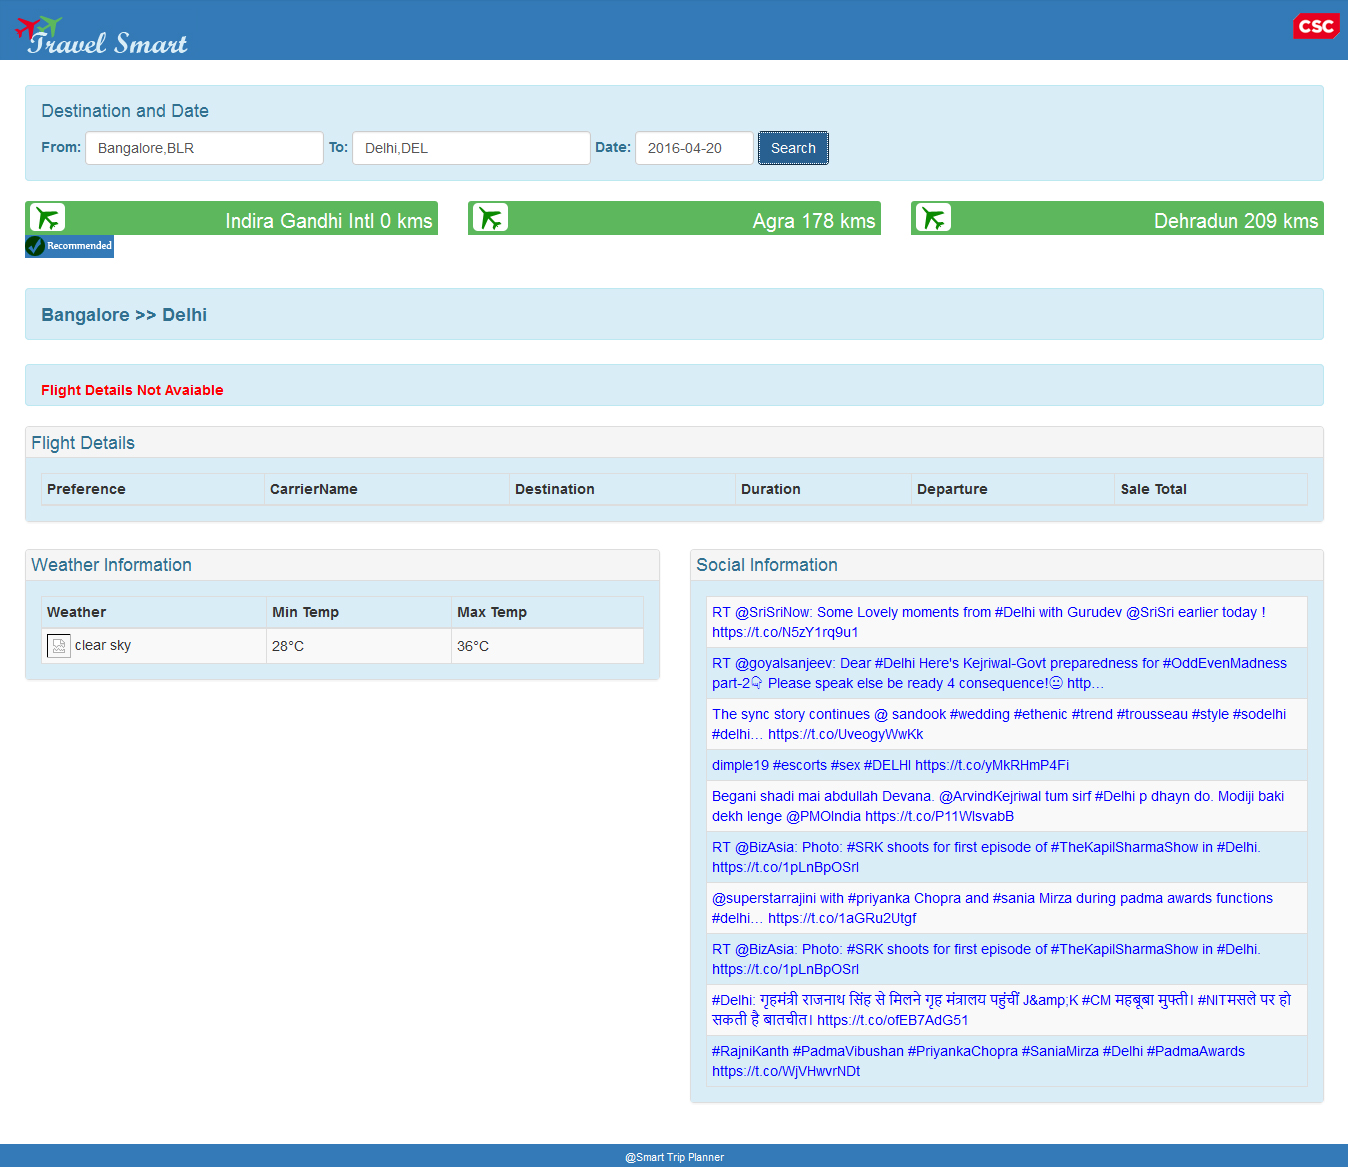 Travel Smart
CSC
Destination and Date
From: Bangalore,BLR To: Delhi,DEL Date: 2016-04-20 Search
Indira Gandhi Intl 0 kms
Agra 178 kms
Dehradun 209 kms
Recommended
Bangalore >> Delhi
Flight Details Not Avaiable
Flight Details
Preference CarrierName Destination Duration Departure Sale Total
Weather Information
Weather Min Temp Max Temp
clear sky 28°C 36°C
Social Information
RT @SriSriNow: Some Lovely moments from #Delhi with Gurudev @SriSri earlier today !
https://t.co/N5zY1rq9u1
RT @goyalsanjeev: Dear #Delhi Here's Kejriwal-Govt preparedness for #OddEvenMadness
part-2👇 Please speak else be ready 4 consequence!😐 http…
The sync story continues @ sandook #wedding #ethenic #trend #trousseau #style #sodelhi
#delhi… https://t.co/UveogyWwKk
dimple19 #escorts #sex #DELHI https://t.co/yMkRHmP4Fi
Begani shadi mai abdullah Devana. @ArvindKejriwal tum sirf #Delhi p dhayn do. Modiji baki
dekh lenge @PMOIndia https://t.co/P11WlsvabB
RT @BizAsia: Photo: #SRK shoots for first episode of #TheKapilSharmaShow in #Delhi.
https://t.co/1pLnBpOSrl
@superstarrajini with #priyanka Chopra and #sania Mirza during padma awards functions
#delhi… https://t.co/1aGRu2Utgf
RT @BizAsia: Photo: #SRK shoots for first episode of #TheKapilSharmaShow in #Delhi.
https://t.co/1pLnBpOSrl
#Delhi: गृहमंत्री राजनाथ सिंह से मिलने गृह मंत्रालय पहुंचीं J&amp;K #CM महबूबा मुफ्ती। #NITमसले पर हो
सकती है बातचीत। https://t.co/ofEB7AdG51
#RajniKanth #PadmaVibushan #PriyankaChopra #SaniaMirza #Delhi #PadmaAwards
https://t.co/WjVHwvrNDt
@Smart Trip Planner